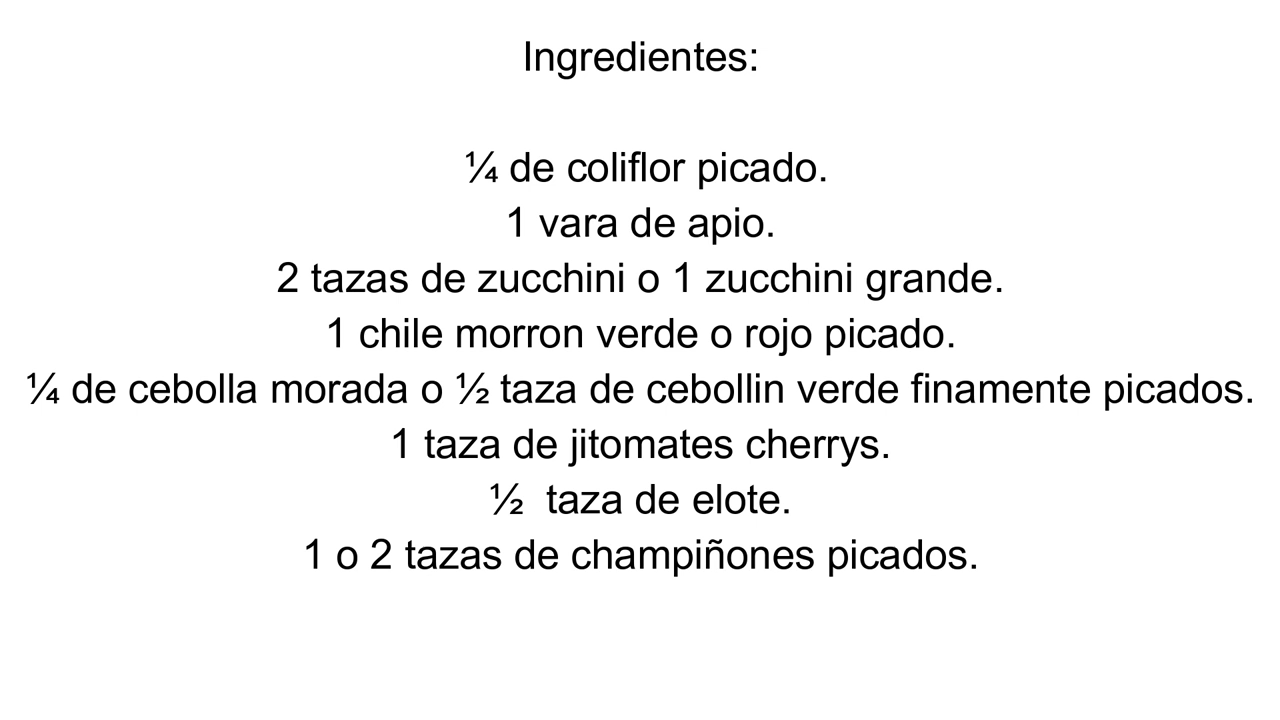 Ingredientes:
¼ de coliflor picado.
1 vara de apio.
2 tazas de zucchini o 1 zucchini grande.
1 chile morron verde o rojo picado.
¼ de cebolla morada o ½ taza de cebollin verde finamente picados.
1 taza de jitomates cherrys.
½  taza de elote.
1 o 2 tazas de champiñones picados.